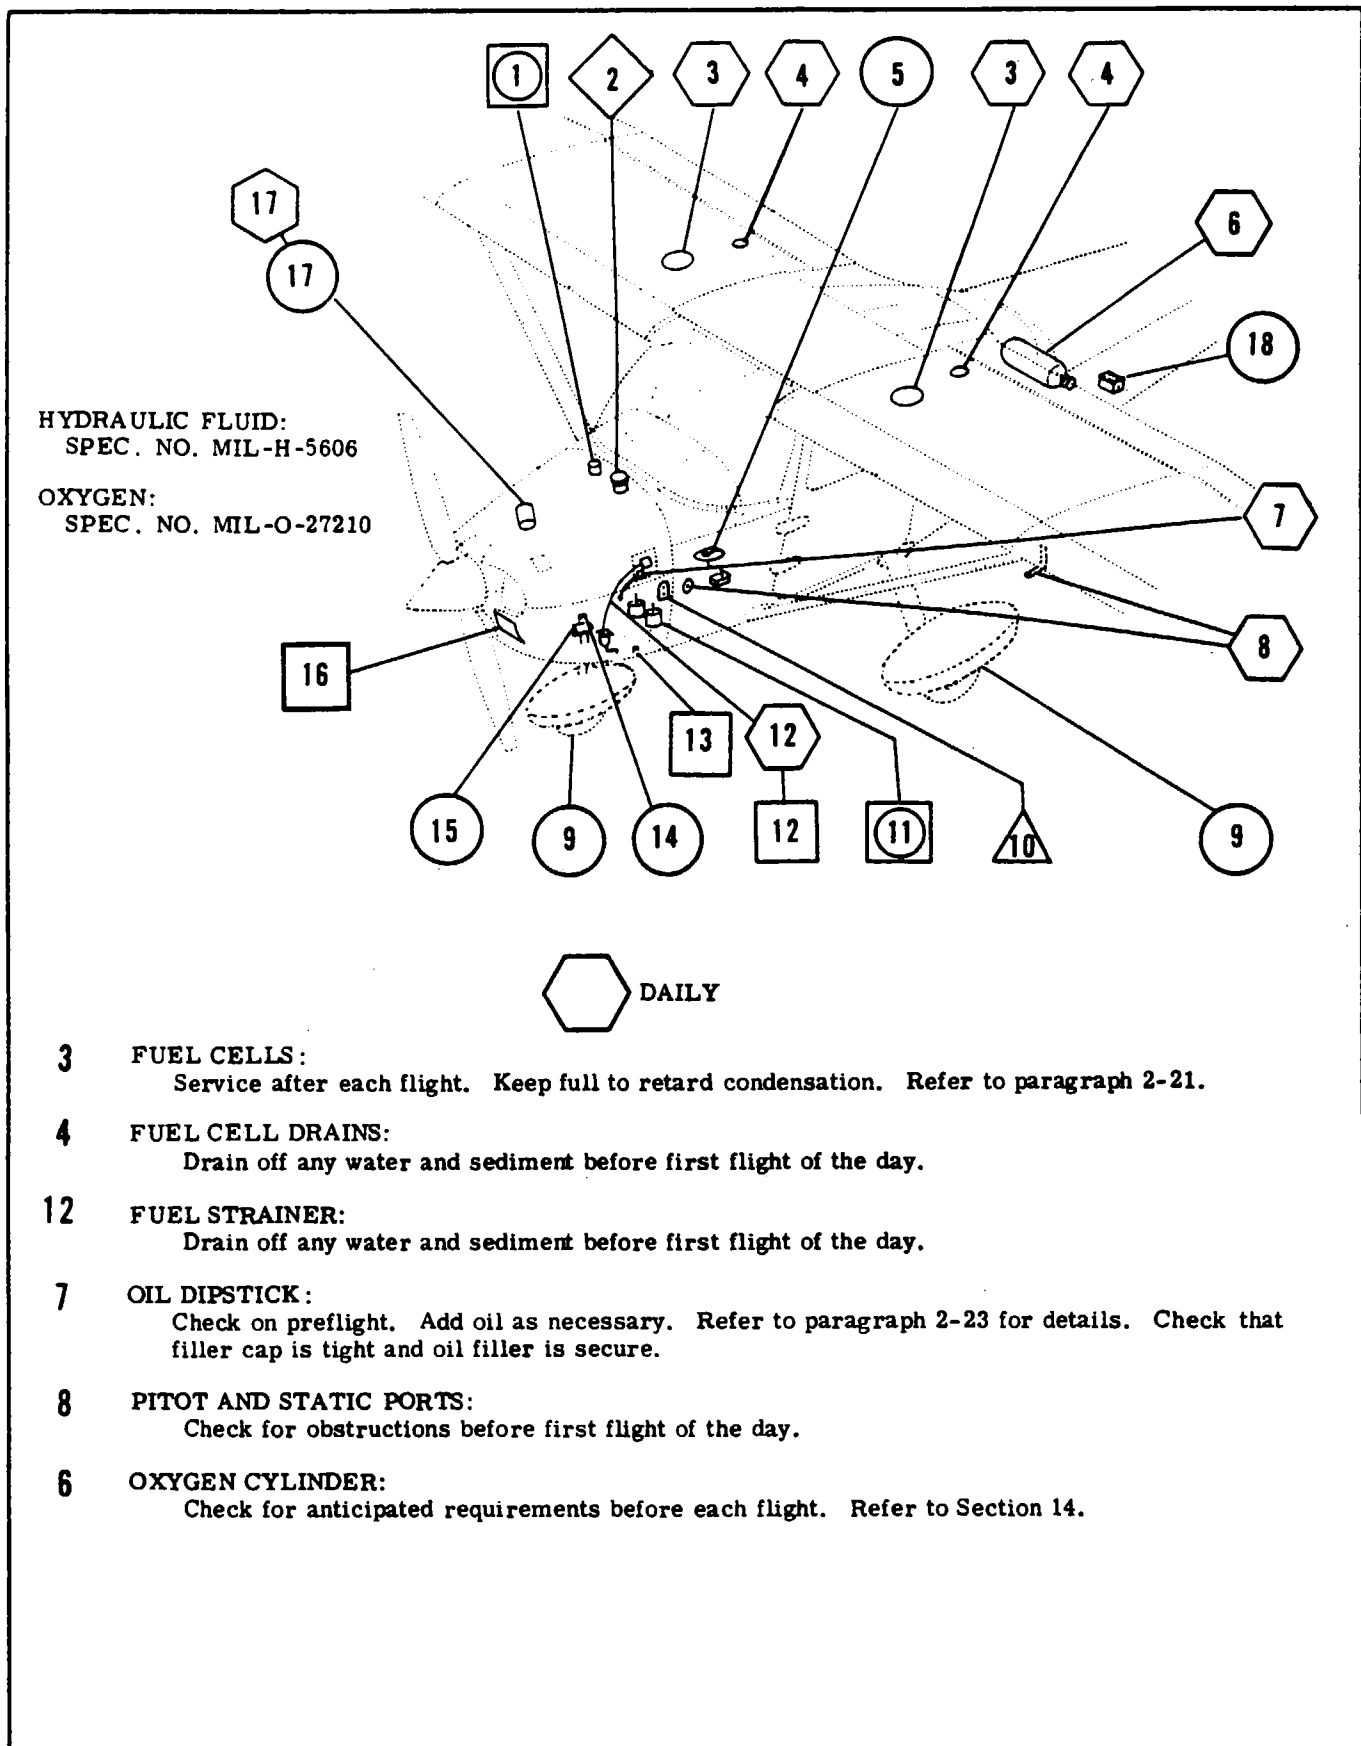 1
2
3
4
5
3
4
17
6
17
18
HYDRAULIC FLUID:
SPEC. NO. MIL-H-5606
OXYGEN:
SPEC. NO. MIL-O-27210
7
8
16
13
12
15
9
14
12
11
10
9
DAILY
3 FUEL CELLS:
Service after each flight. Keep full to retard condensation. Refer to paragraph 2-21.
4 FUEL CELL DRAINS:
Drain off any water and sediment before first flight of the day.
12 FUEL STRAINER:
Drain off any water and sediment before first flight of the day.
7 OIL DIPSTICK:
Check on preflight. Add oil as necessary. Refer to paragraph 2-23 for details. Check that
filler cap is tight and oil filler is secure.
8 PITOT AND STATIC PORTS:
Check for obstructions before first flight of the day.
6 OXYGEN CYLINDER:
Check for anticipated requirements before each flight. Refer to Section 14.